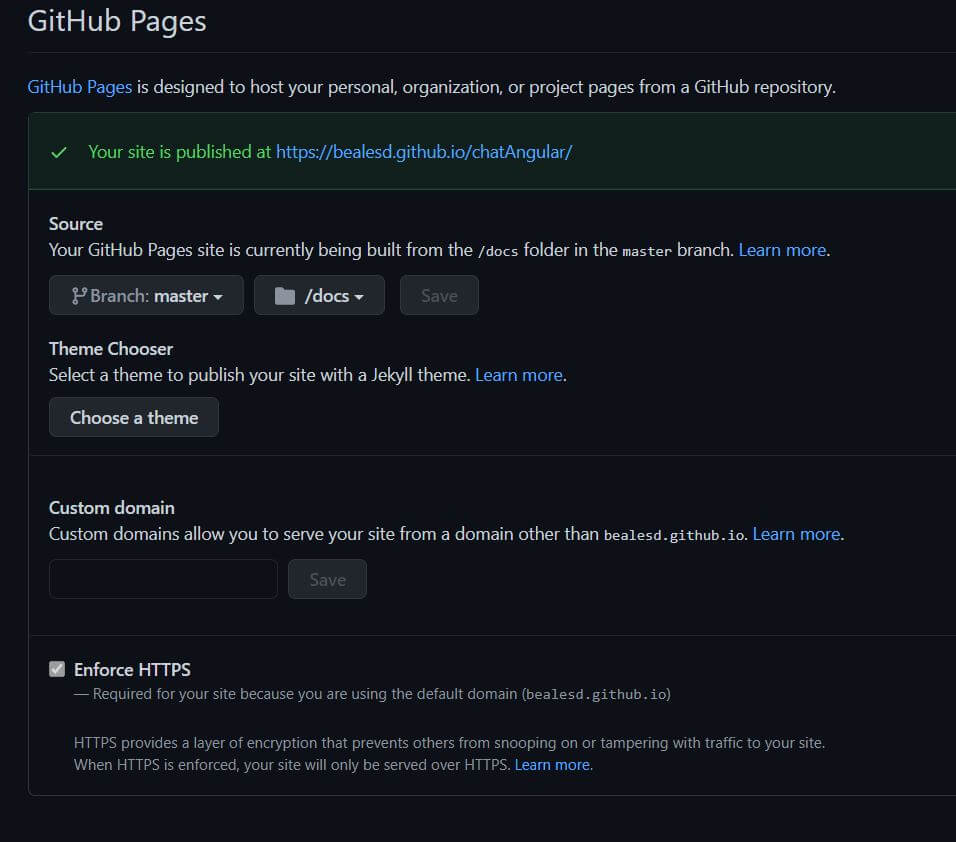 GitHub Pages
GitHub Pages is designed to host your personal, organization, or project pages from a GitHub repository.
Your site is published at https://bealesd.github.io/chatAngular/
Source
Your GitHub Pages site is currently being built from the /docs folder in the master branch. Learn more.
Branch: master /docs Save
Theme Chooser
Select a theme to publish your site with a Jekyll theme. Learn more.
Choose a theme
Custom domain
Custom domains allow you to serve your site from a domain other than bealesd.github.io. Learn more.
Save
Enforce HTTPS
— Required for your site because you are using the default domain (bealesd.github.io)
HTTPS provides a layer of encryption that prevents others from snooping on or tampering with traffic to your site.
When HTTPS is enforced, your site will only be served over HTTPS. Learn more.